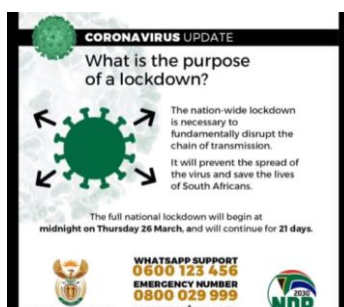 CORONAVIRUS UPDATE
What is the purpose
of a lockdown?
The nation-wide lockdown
is necessary to
fundamentally disrupt the
chain of transmission.
It will prevent the spread of
the virus and save the lives
of South Africans.
The full national lockdown will begin at
midnight on Thursday 26 March, and will continue for 21 days.
WHATSAPP SUPPORT
0600 123 456
EMERGENCY NUMBER
0800 029 999
2030
NDP